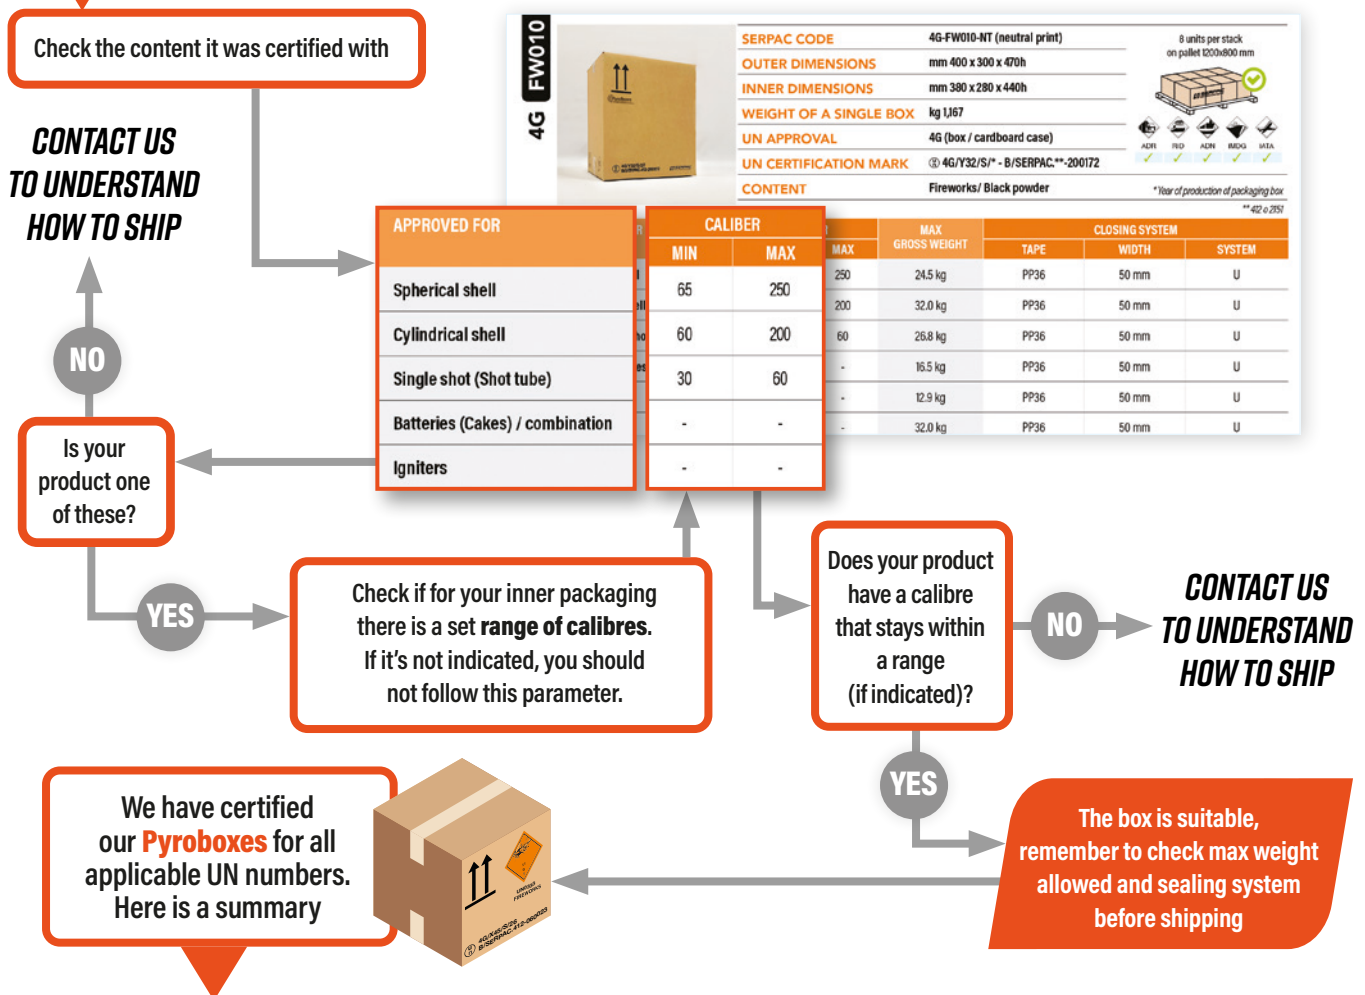 Check the content it was certified with
CONTACT US
TO UNDERSTAND
HOW TO SHIP
NO
Is your
product one
of these?
YES
4G FW010
SERPAC CODE 4G-FW010-NT (neutral print)
OUTER DIMENSIONS mm 400 x 300 x 470h
INNER DIMENSIONS mm 380 x 280 x 440h
WEIGHT OF A SINGLE BOX kg 1,167
UN APPROVAL 4G (box / cardboard case)
UN CERTIFICATION MARK 4G/Y32/S/* - B/SERPAC,**-200172
CONTENT Fireworks/ Black powder
8 units per stack
on pallet 1200x800 mm
ADR RID ADN IMDG IATA
*Year of production of packaging box
** 412 o 2151
APPROVED FOR CALIBER
MIN MAX
Spherical shell 65 250
Cylindrical shell 60 200
Single shot (Shot tube) 30 60
Batteries (Cakes) / combination - -
Igniters - -
MAX
GROSS WEIGHT CLOSING SYSTEM
MAX TAPE WIDTH SYSTEM
250 24.5 kg PP36 50 mm U
200 32.0 kg PP36 50 mm U
60 26.8 kg PP36 50 mm U
- 16.5 kg PP36 50 mm U
- 12.9 kg PP36 50 mm U
- 32.0 kg PP36 50 mm U
Check if for your inner packaging
there is a set range of calibres.
If it's not indicated, you should
not follow this parameter.
Does your product
have a calibre
that stays within
a range
(if indicated)?
NO
CONTACT US
TO UNDERSTAND
HOW TO SHIP
YES
The box is suitable,
remember to check max weight
allowed and sealing system
before shipping
We have certified
our Pyroboxes for all
applicable UN numbers.
Here is a summary
FIREWORKS
4G/X45/S/26
B/SERPAC-412-060023